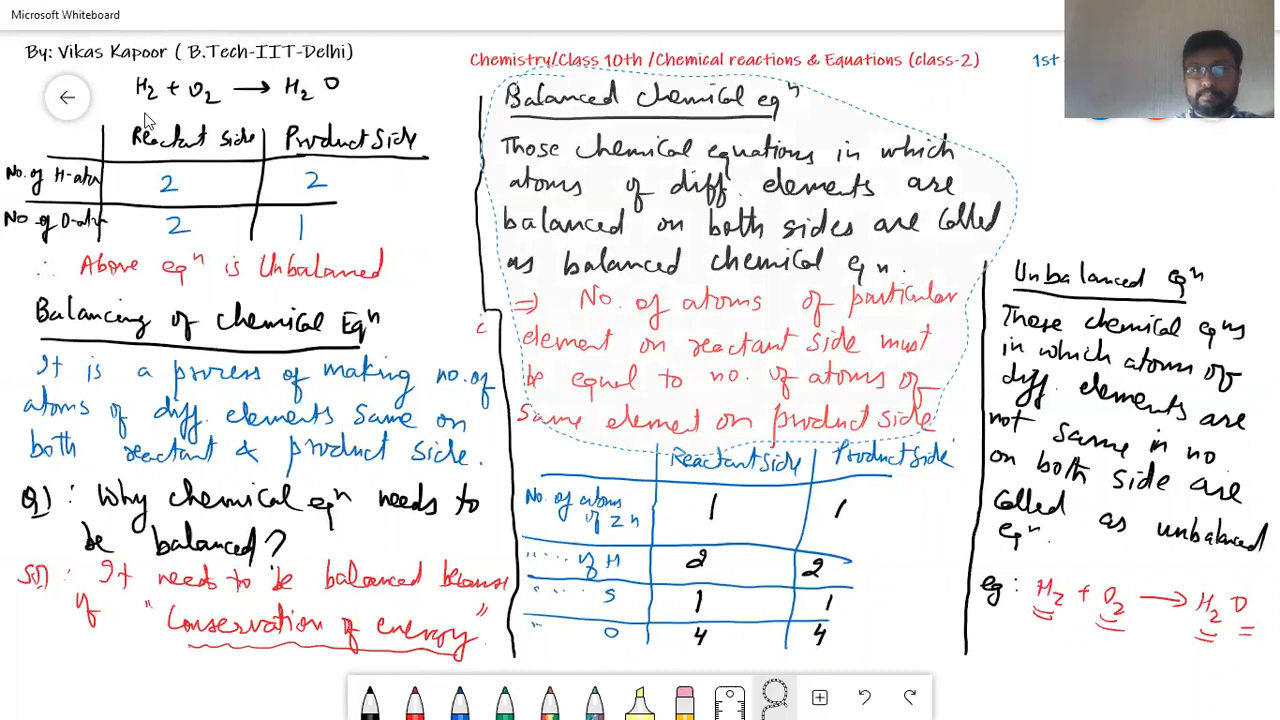 Microsoft Whiteboard
By: Vikas Kapoor ( B.Tech-IIT-Delhi)
Chemistry/Class 10th /Chemical reactions & Equations (class-2)
1st
H2 + O2 → H2 O
Reactant side Product Side
No. of H-atom 2 2
No of O-atm 2 1
∴ Above eqn is Unbalanced
Balancing of chemical Eqn
It is a process of making no. of
atoms of diff. elements same on
both reactant & product side.
Q) : Why chemical eqn needs to
be balanced?
Sol) : It needs to be balanced because
of "Conservation of energy".
Balanced chemical eqn
Those chemical equations in which
atoms of diff. elements are
balanced on both sides are called
as balanced chemical eqn.
⇒ No. of atoms of particular
element on reactant side must
be equal to no. of atoms of
same element on product side.
Reactant side Product side
No. of atoms
of Zn 1 1
" ... of H 2 2
" ... S 1 1
" O 4 4
Unbalanced eqn
Those chemical eqns
in which atoms of
diff. elements are
not same in no
on both side are
called as unbalanced
eqn.
eg: H2 + O2 → H2 O